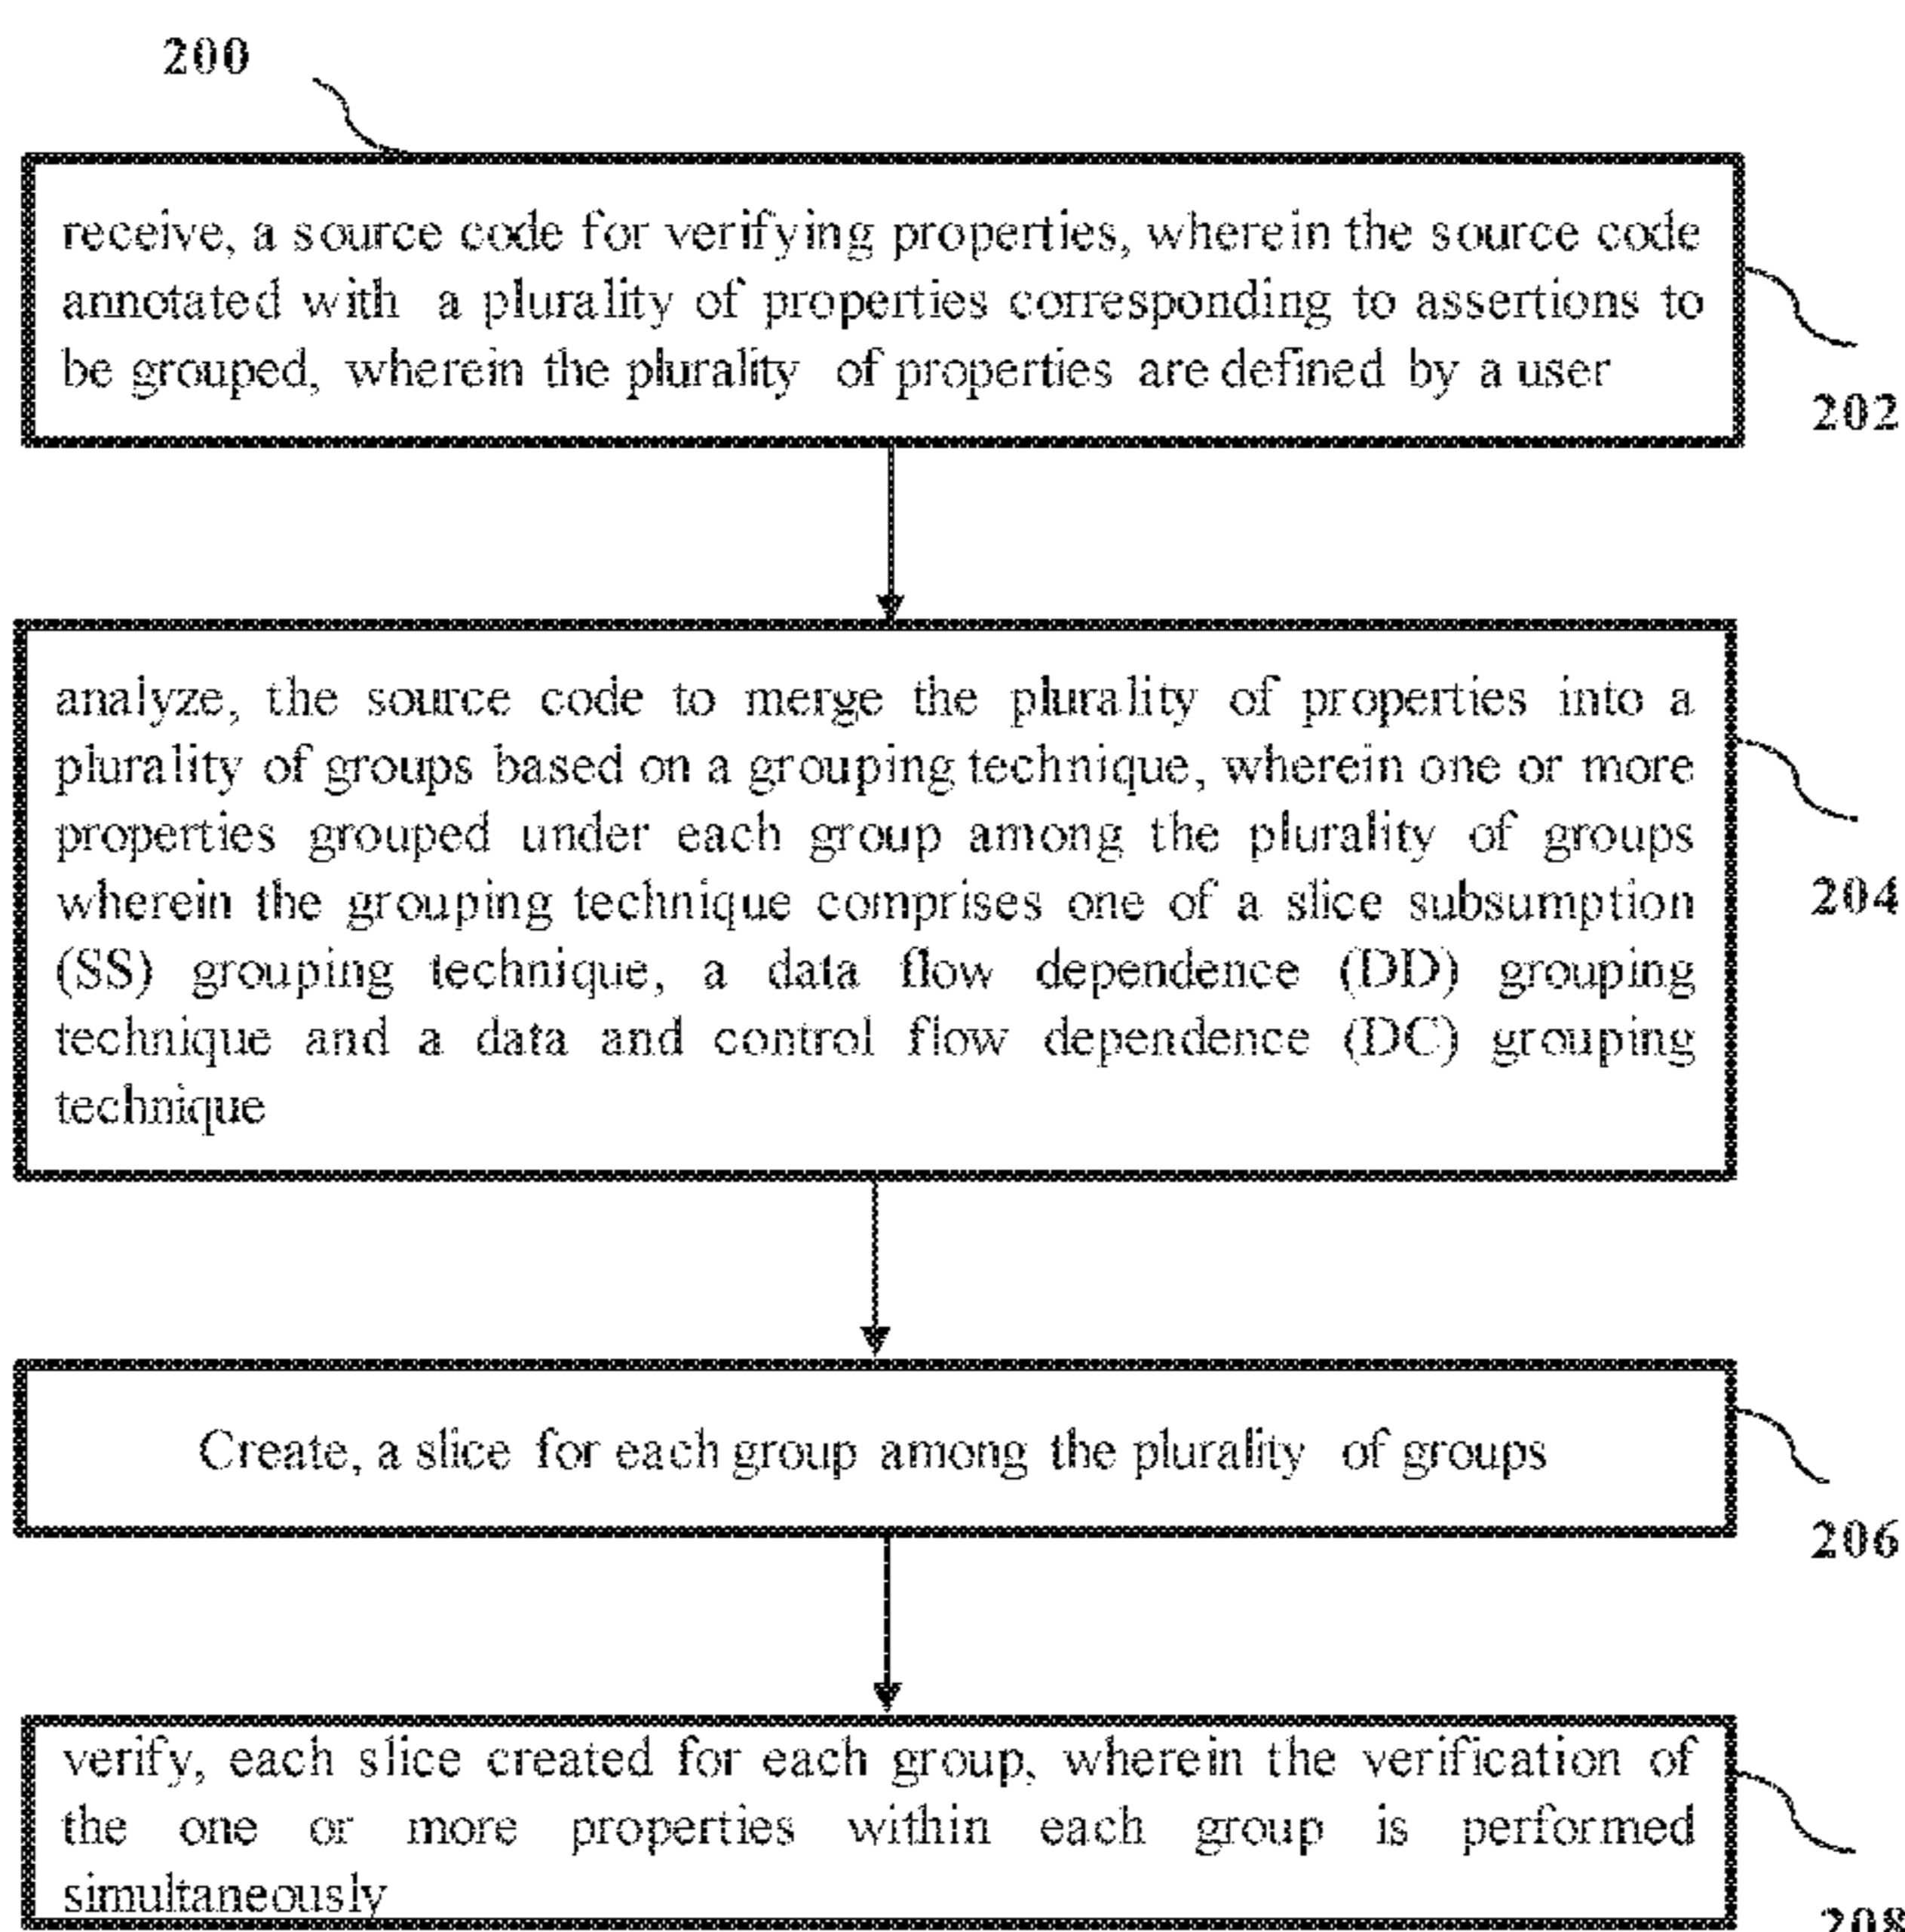 200
receive, a source code for verifying properties, wherein the source code
annotated with a plurality of properties corresponding to assertions to
be grouped, wherein the plurality of properties are defined by a user
202
analyze, the source code to merge the plurality of properties into a
plurality of groups based on a grouping technique, wherein one or more
properties grouped under each group among the plurality of groups
wherein the grouping technique comprises one of a slice subsumption
(SS) grouping technique, a data flow dependence (DD) grouping
technique and a data and control flow dependence (DC) grouping
technique
204
Create, a slice for each group among the plurality of groups
206
verify, each slice created for each group, wherein the verification of
the one or more properties within each group is performed
simultaneously
208